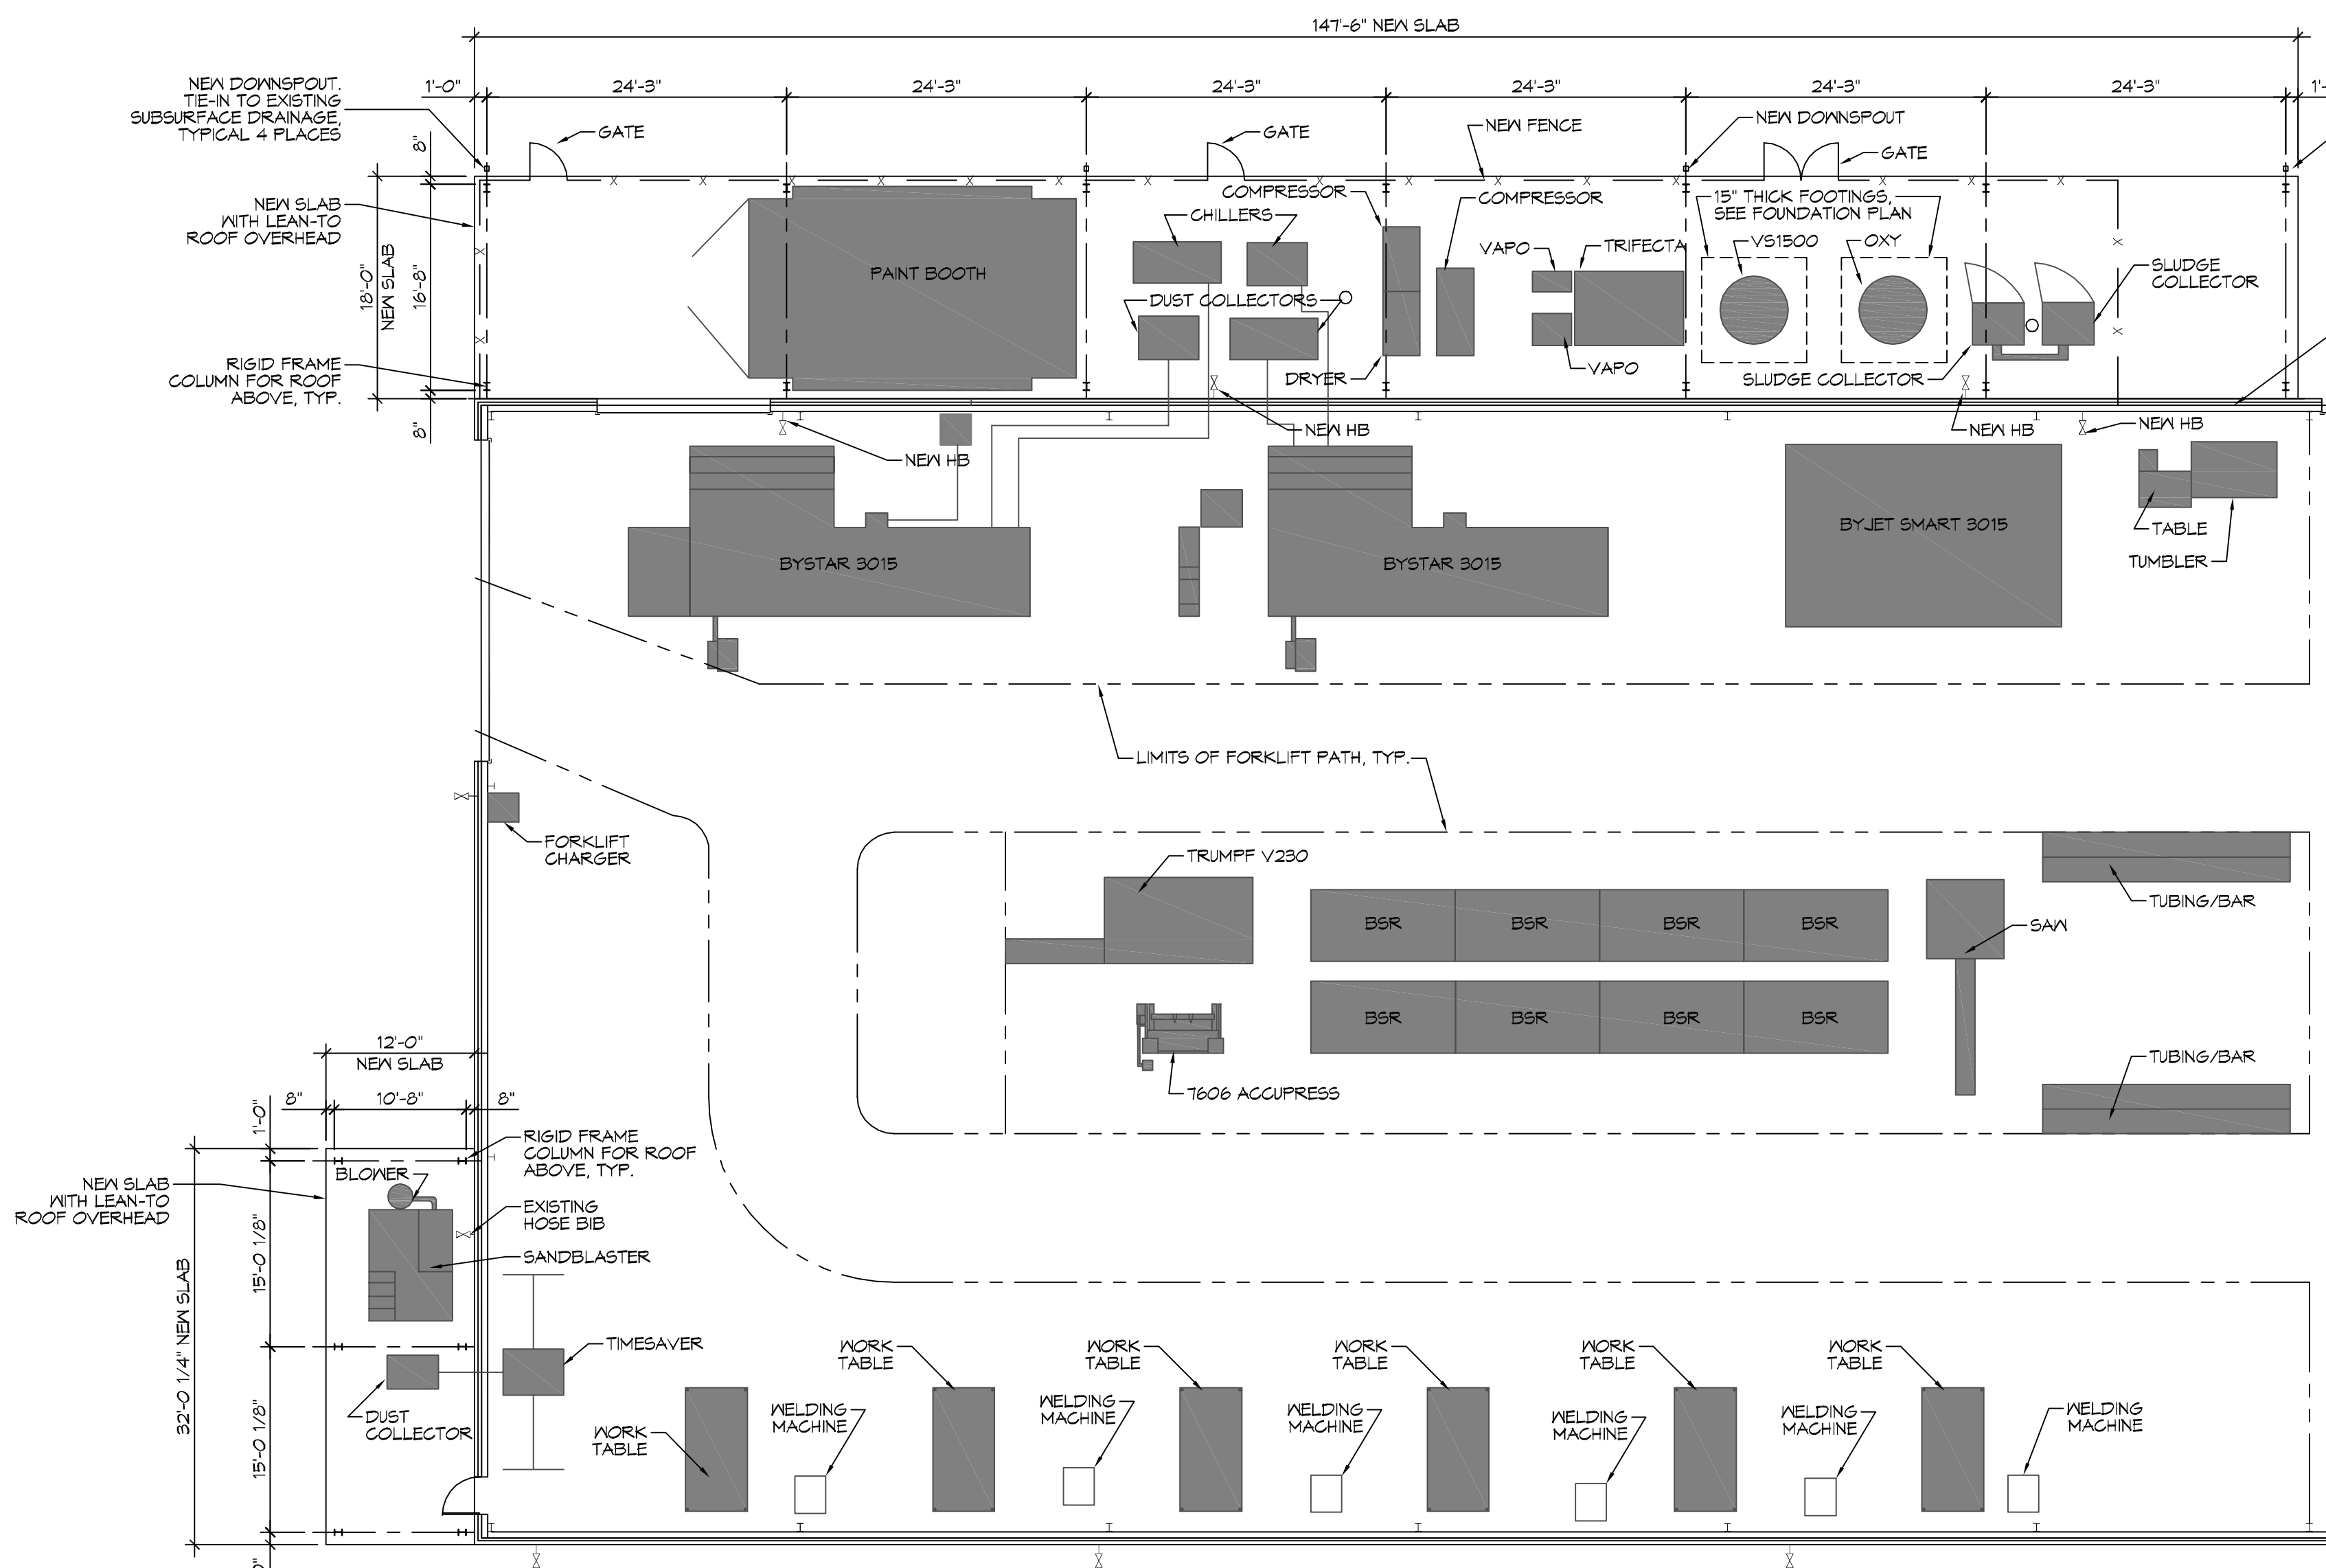 147'-6" NEW SLAB
NEW DOWNSPOUT.
TIE-IN TO EXISTING
SUBSURFACE DRAINAGE,
TYPICAL 4 PLACES
1'-0"
24'-3"
24'-3"
24'-3"
24'-3"
24'-3"
24'-3"
1'-
8"
GATE
GATE
NEW FENCE
NEW DOWNSPOUT
GATE
NEW SLAB
WITH LEAN-TO
ROOF OVERHEAD
18'-0"
NEW SLAB
16'-8"
COMPRESSOR
CHILLERS
COMPRESSOR
15" THICK FOOTINGS,
SEE FOUNDATION PLAN
VAPO
TRIFECTA
VS1500
OXY
PAINT BOOTH
DUST COLLECTORS
SLUDGE
COLLECTOR
RIGID FRAME
COLUMN FOR ROOF
ABOVE, TYP.
8"
DRYER
VAPO
SLUDGE COLLECTOR
NEW HB
NEW HB
NEW HB
NEW HB
BYSTAR 3015
BYSTAR 3015
BYJET SMART 3015
TABLE
TUMBLER
LIMITS OF FORKLIFT PATH, TYP.
FORKLIFT
CHARGER
TRUMPF V230
TUBING/BAR
BSR
BSR
BSR
BSR
SAW
BSR
BSR
BSR
BSR
12'-0"
NEW SLAB
TUBING/BAR
7606 ACCUPRESS
8"
10'-8"
8"
1'-0"
RIGID FRAME
COLUMN FOR ROOF
ABOVE, TYP.
BLOWER
NEW SLAB
WITH LEAN-TO
ROOF OVERHEAD
EXISTING
HOSE BIB
SANDBLASTER
15'-0 1/8"
32'-0 1/4" NEW SLAB
TIMESAVER
WORK
TABLE
WORK
TABLE
WORK
TABLE
WORK
TABLE
WORK
TABLE
DUST
COLLECTOR
15'-0 1/8"
WORK
TABLE
WELDING
MACHINE
WELDING
MACHINE
WELDING
MACHINE
WELDING
MACHINE
WELDING
MACHINE
WELDING
MACHINE